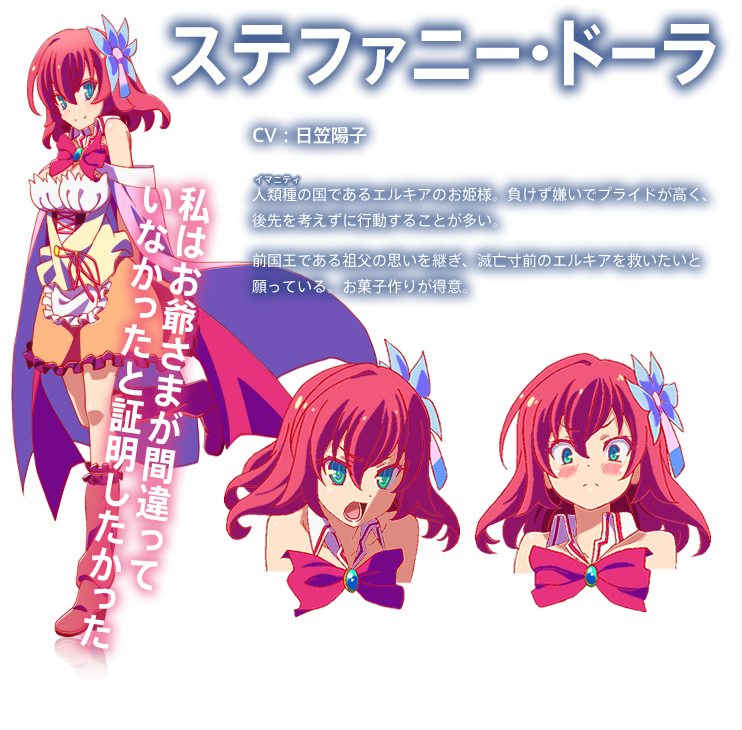 ステファニー・ドーラ
CV：日笠陽子
イマニティ
人類種の国であるエルキアのお姫様。負けず嫌いでプライドが高く、
後先を考えずに行動することが多い。
前国王である祖父の思いを継ぎ、滅亡寸前のエルキアを救いたいと
願っている。お菓子作りが得意。
私はお爺さまが間違って
いなかったと証明したかった